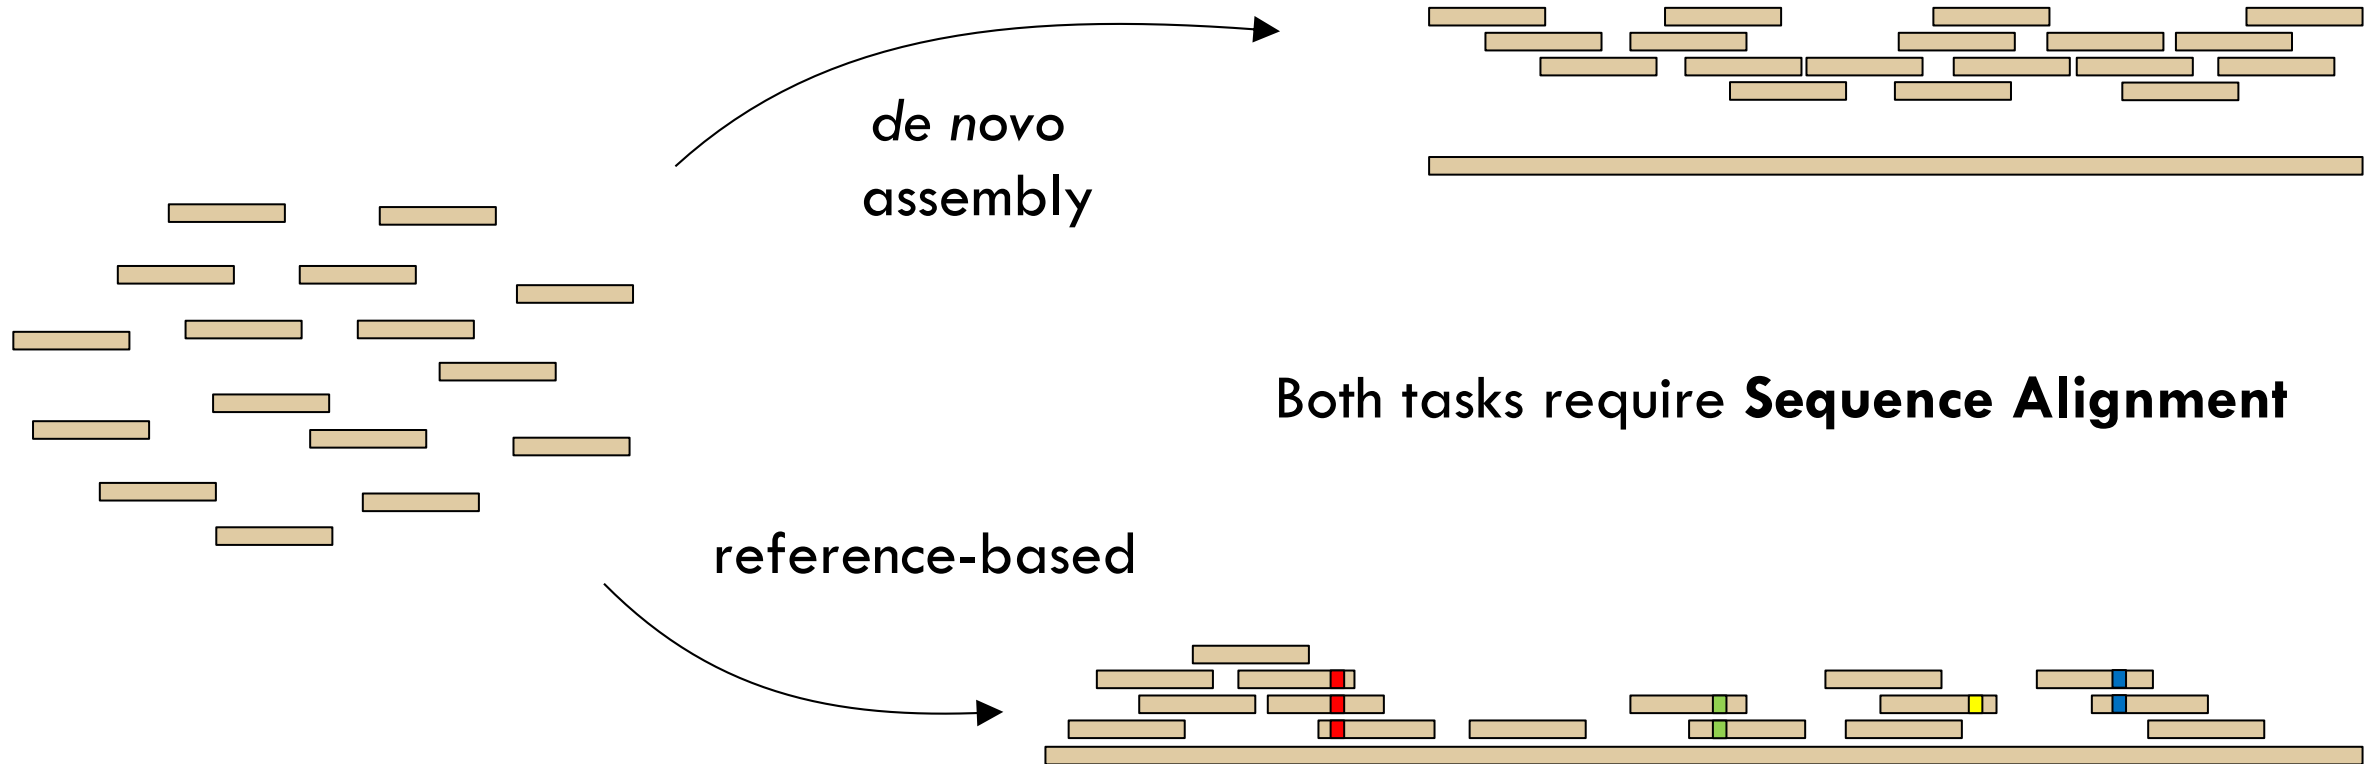 de novo
assembly
Both tasks require Sequence Alignment
reference-based